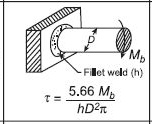 D
M_b
Fillet weld (h)
τ = 5.66 M_b / hD²π